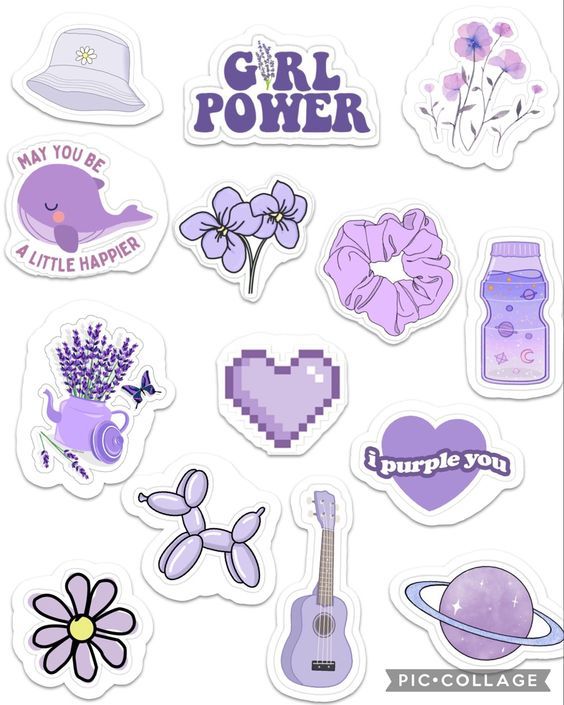 GIRL
POWER
MAY YOU BE
A LITTLE HAPPIER
i purple you
PIC•COLLAGE